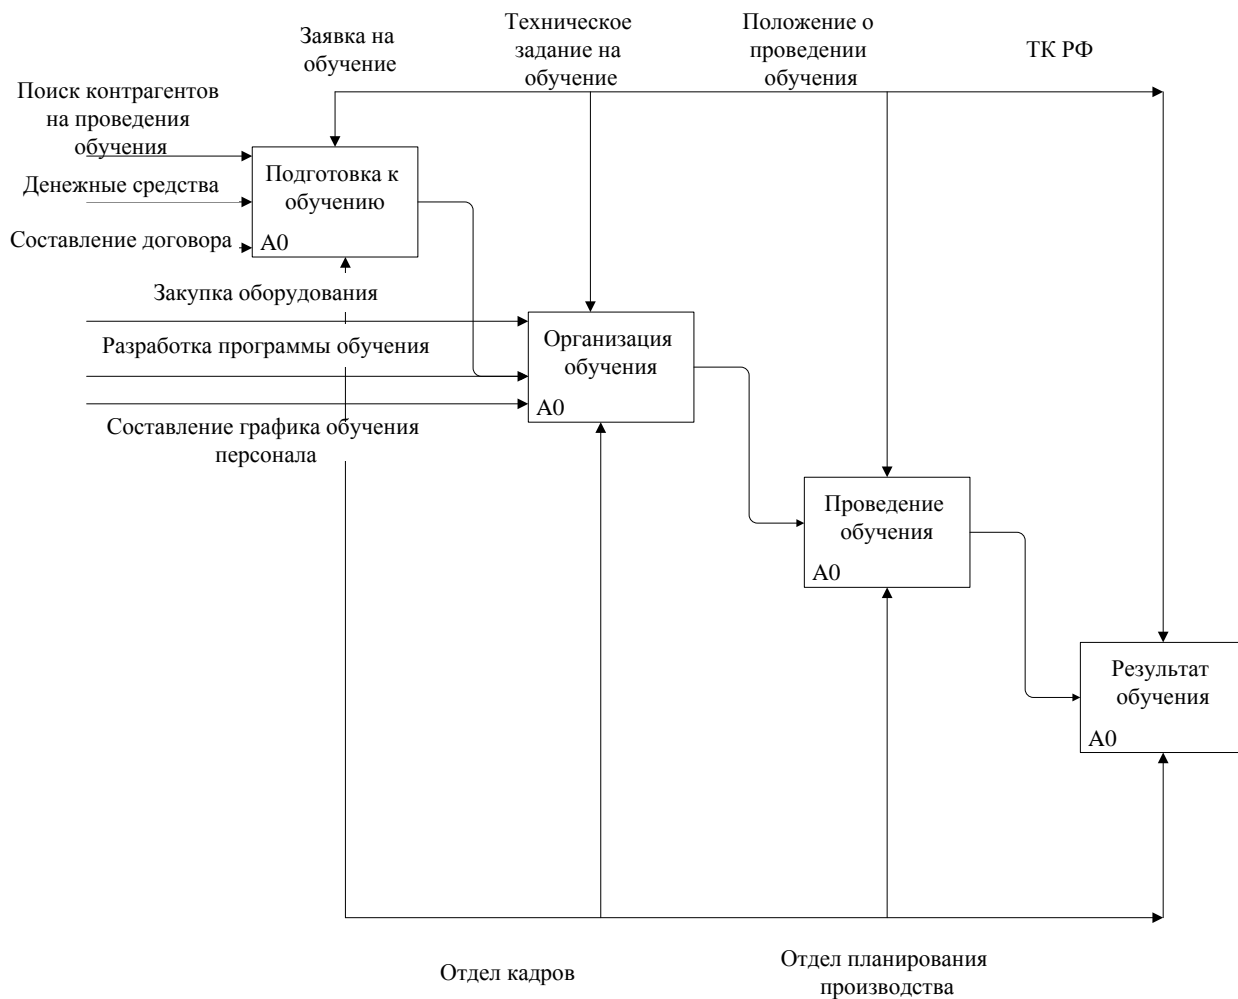 Заявка на
обучение
Техническое
задание на
обучение
Положение о
проведении
обучения
ТК РФ
Поиск контрагентов
на проведения
обучения
Денежные средства
Составление договора
Подготовка к
обучению
A0
Закупка оборудования
Разработка программы обучения
Составление графика обучения
персонала
Организация
обучения
A0
Проведение
обучения
A0
Результат
обучения
A0
Отдел кадров
Отдел планирования
производства